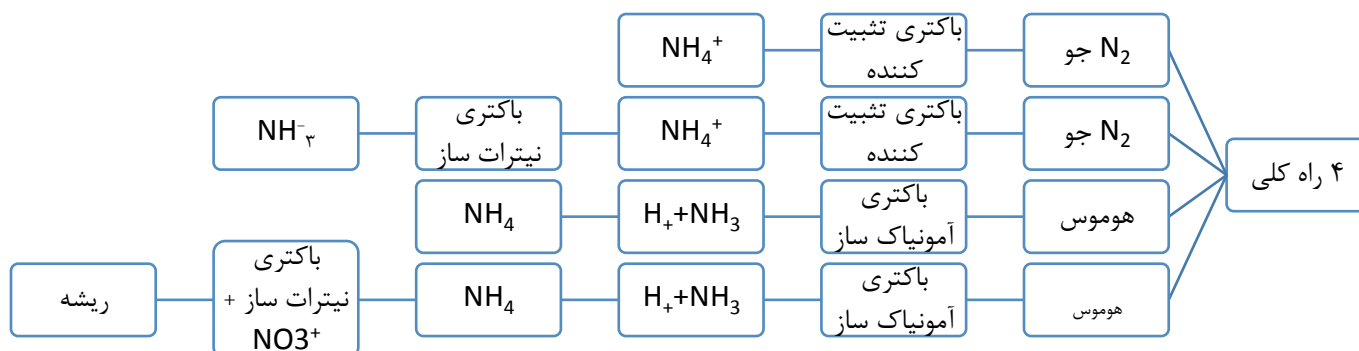 ۴ راه کلی
N₂ جو
باکتری تثبیت
کننده
NH₄⁺
N₂ جو
باکتری تثبیت
کننده
NH₄⁺
باکتری
نیترات ساز
NH⁻₃
هوموس
باکتری
آمونیاک ساز
H₊+NH₃
NH₄
هوموس
باکتری
آمونیاک ساز
H₊+NH₃
NH₄
باکتری
نیترات ساز +
NO3⁺
ریشه